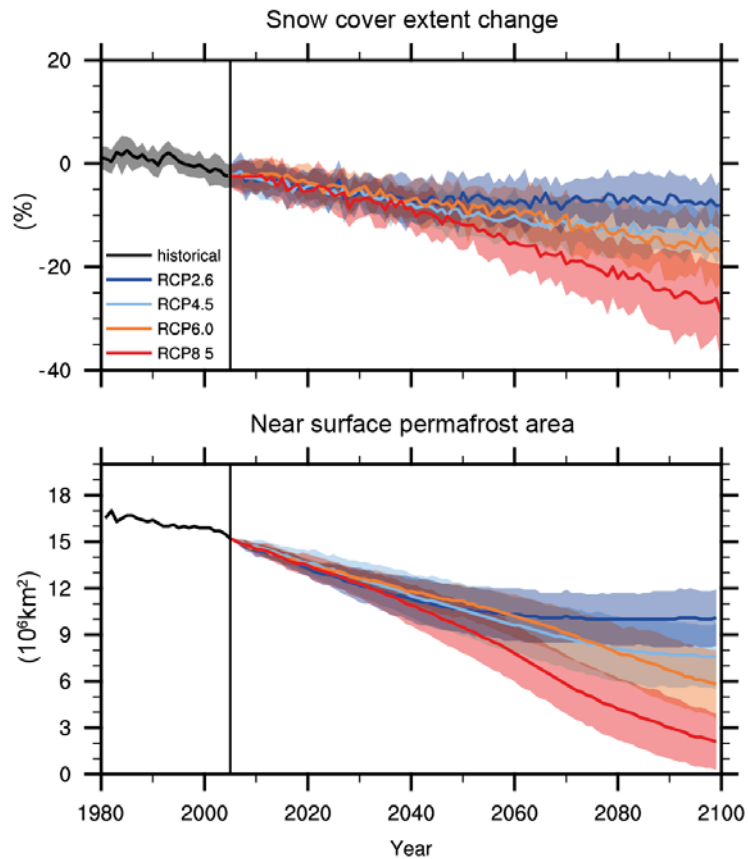 Snow cover extent change
20
0
(%)
-20
-40
historical
RCP2.6
RCP4.5
RCP6.0
RCP8 5
Near surface permafrost area
18
15
12
9
6
3
0
(10⁶km²)
1980 2000 2020 2040 2060 2080 2100
Year